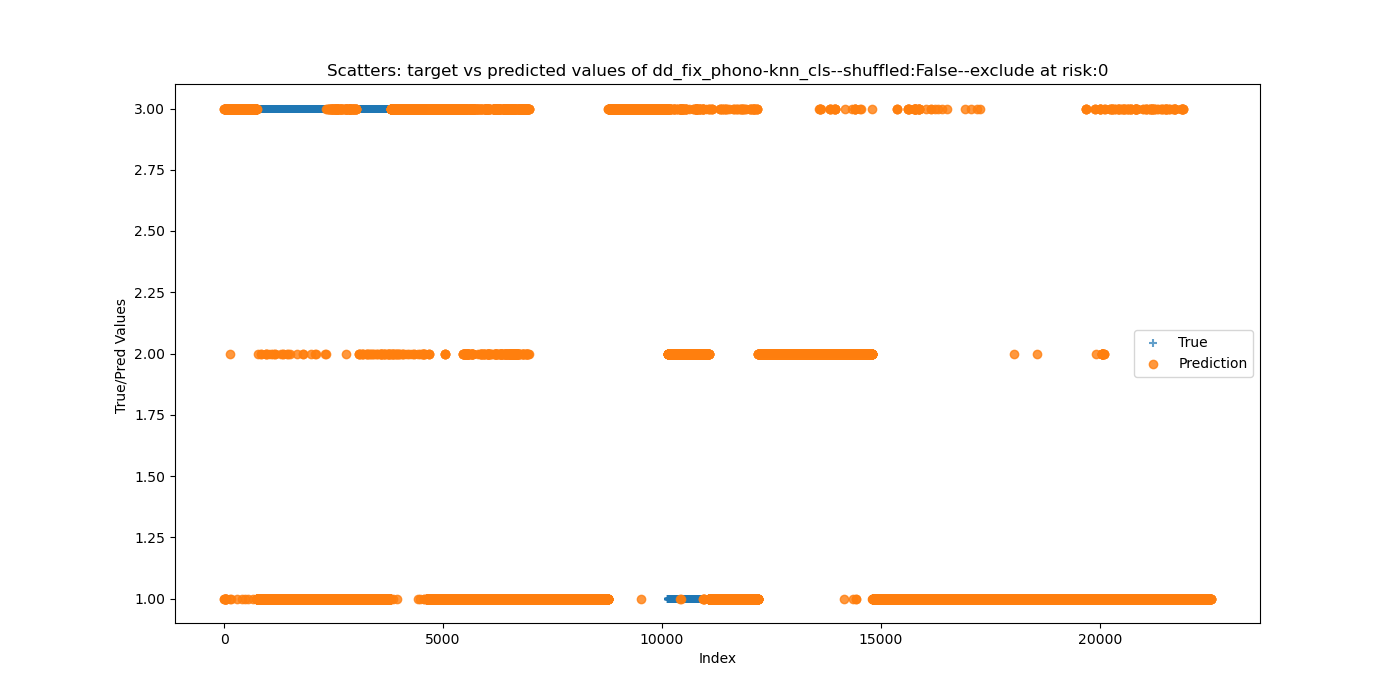 Scatters: target vs predicted values of dd_fix_phono-knn_cls--shuffled:False--exclude at risk:0
3.00
2.75
2.50
2.25
2.00
1.75
1.50
1.25
1.00
True/Pred Values
True
Prediction
0 5000 10000 15000 20000
Index